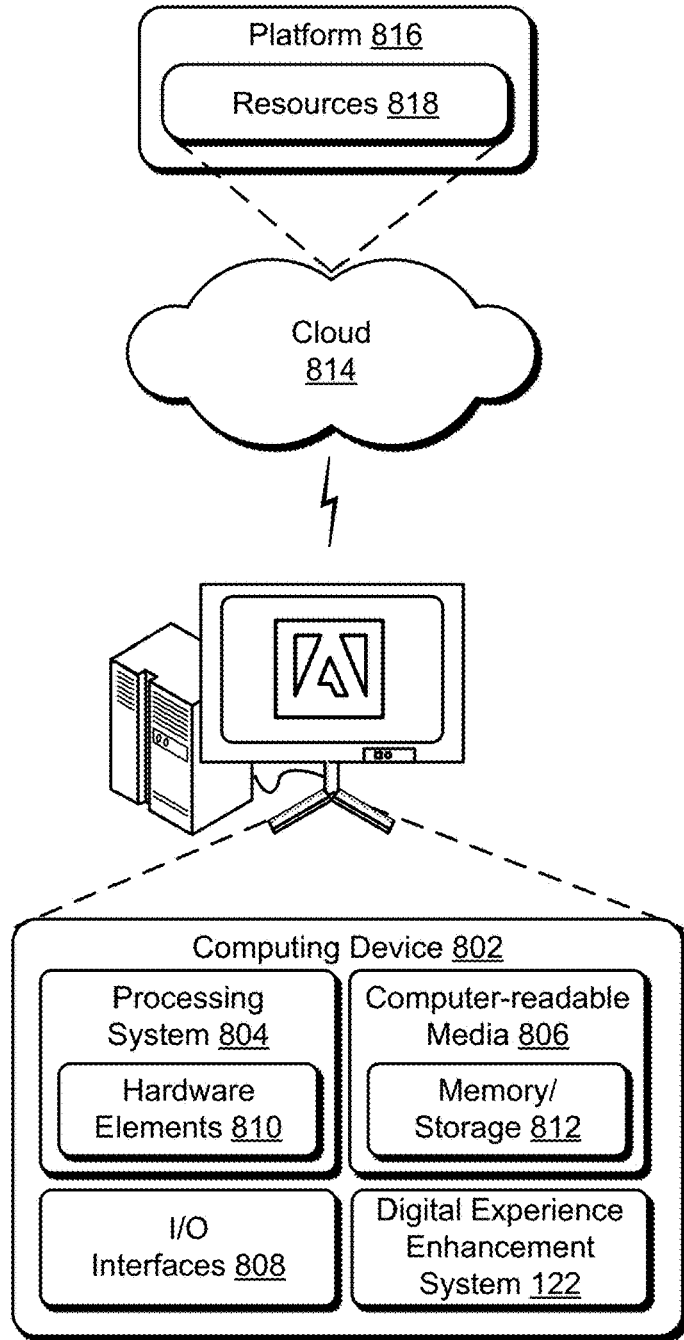 Platform 816
Resources 818
Cloud
814
Computing Device 802
Processing
System 804
Hardware
Elements 810
Computer-readable
Media 806
Memory/
Storage 812
I/O
Interfaces 808
Digital Experience
Enhancement
System 122